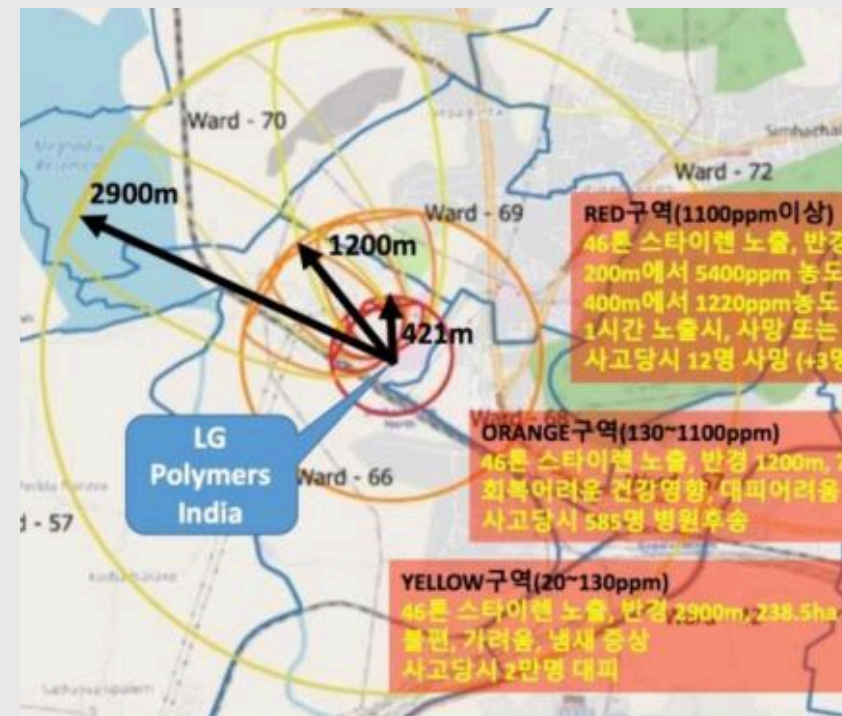 Ward - 70
Simhachal
2900m
Ward - 72
Ward - 69
1200m
RED구역(1100ppm이상)
46톤 스타이렌 노출, 반경
200m에서 5400ppm 농도
400m에서 1220ppm농도
1시간 노출시, 사망 또는
사고당시 12명 사망 (+3명
421m
LG
Polymers
India
Ward - 68
ORANGE구역(130~1100ppm)
46톤 스타이렌 노출, 반경 1200m, 7
회복어려운 건강영향, 대피어려움
사고당시 585명 병원후송
Ward - 66
d - 57
YELLOW구역(20~130ppm)
46톤 스타이렌 노출, 반경 2900m, 238.5ha
불편, 가려움, 냄새 증상
사고당시 2만명 대피